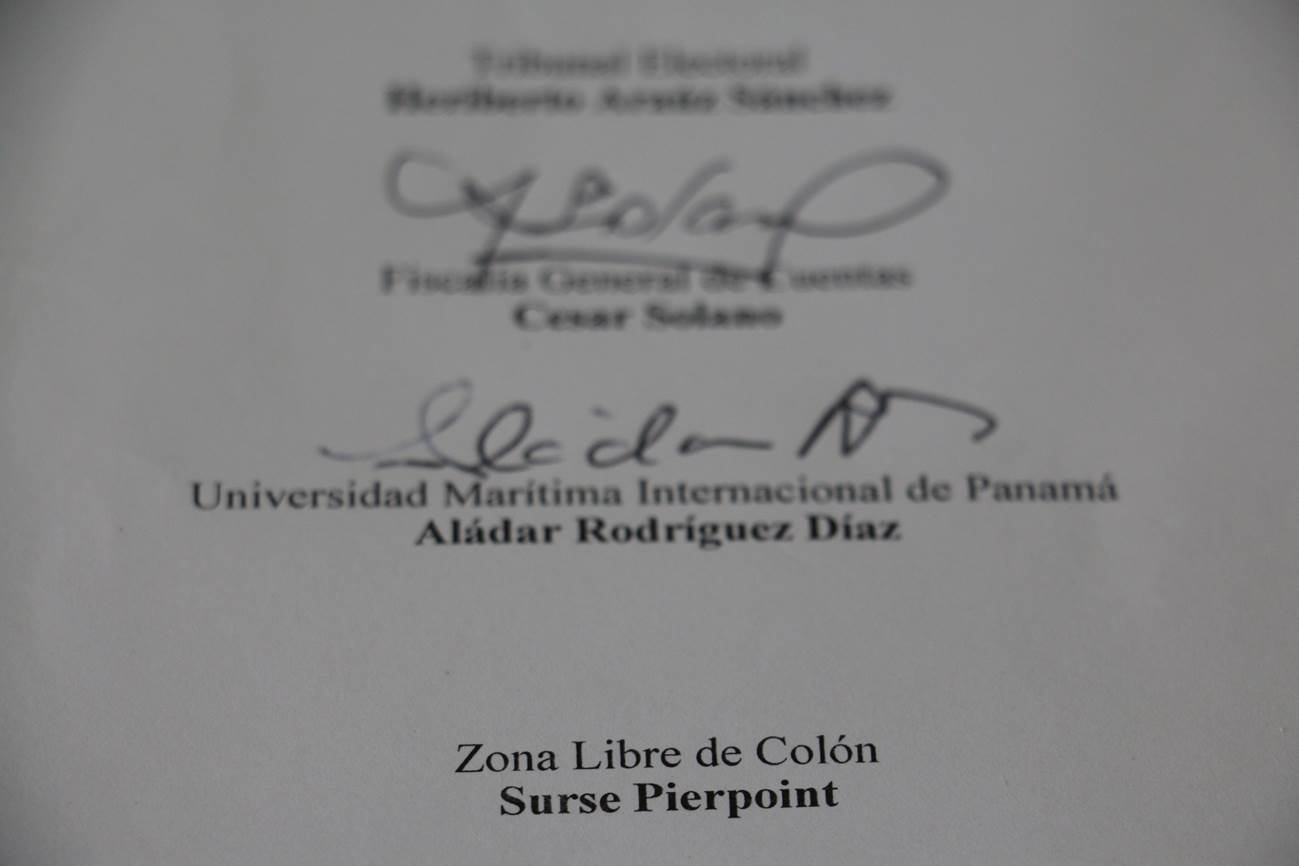 Tribunal Electoral
Heriberto Araúz Sánchez
Fiscalía General de Cuentas
Cesar Solano
Universidad Marítima Internacional de Panamá
Aládar Rodríguez Díaz
Zona Libre de Colón
Surse Pierpoint